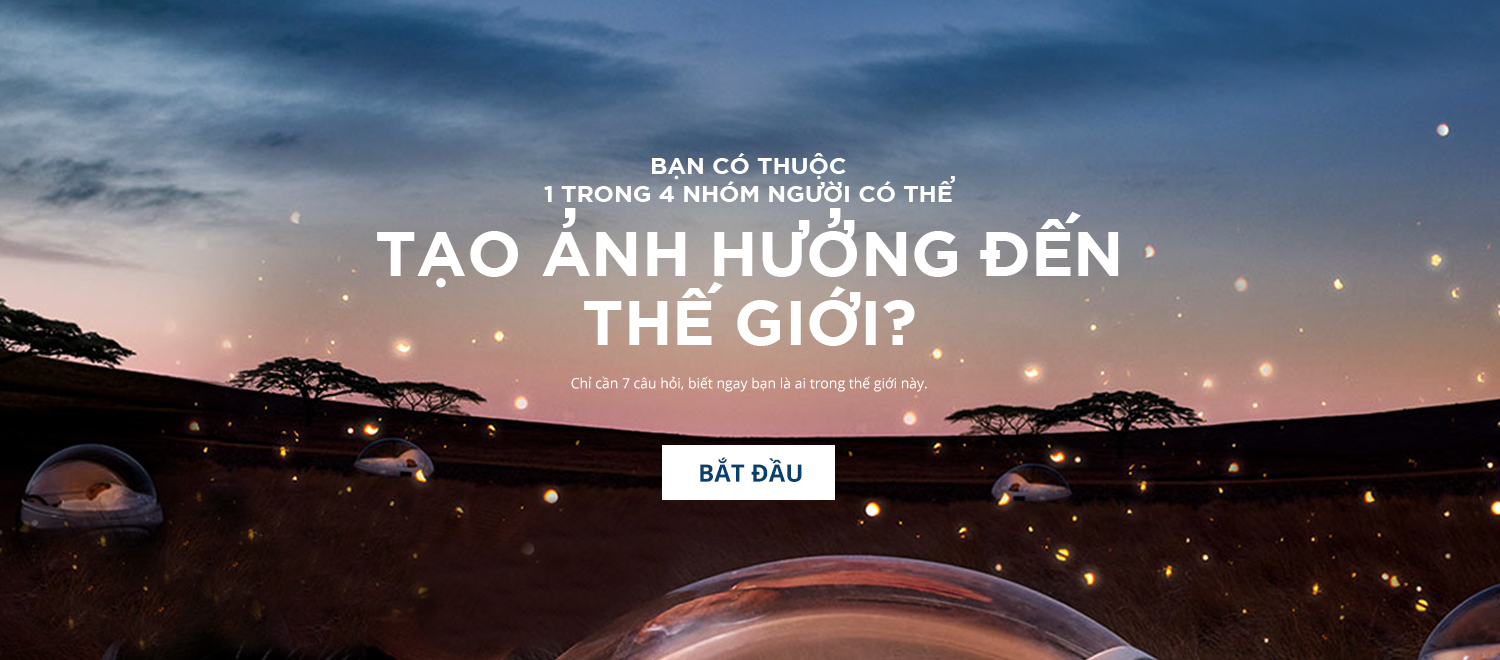 BẠN CÓ THUỘC
1 TRONG 4 NHÓM NGƯỜI CÓ THỂ
TẠO ẢNH HƯỞNG ĐẾN
THẾ GIỚI?
Chỉ cần 7 câu hỏi, biết ngay bạn là ai trong thế giới này.
BẮT ĐẦU